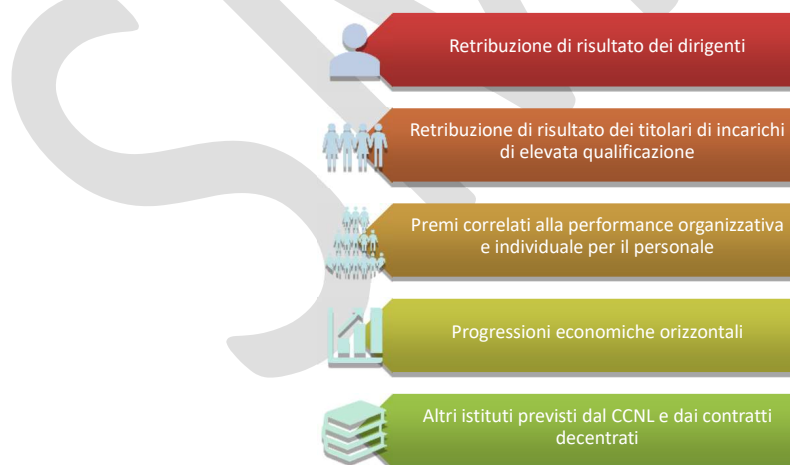 Retribuzione di risultato dei dirigenti
Retribuzione di risultato dei titolari di incarichi
di elevata qualificazione
Premi correlati alla performance organizzativa
e individuale per il personale
Progressioni economiche orizzontali
Altri istituti previsti dal CCNL e dai contratti
decentrati